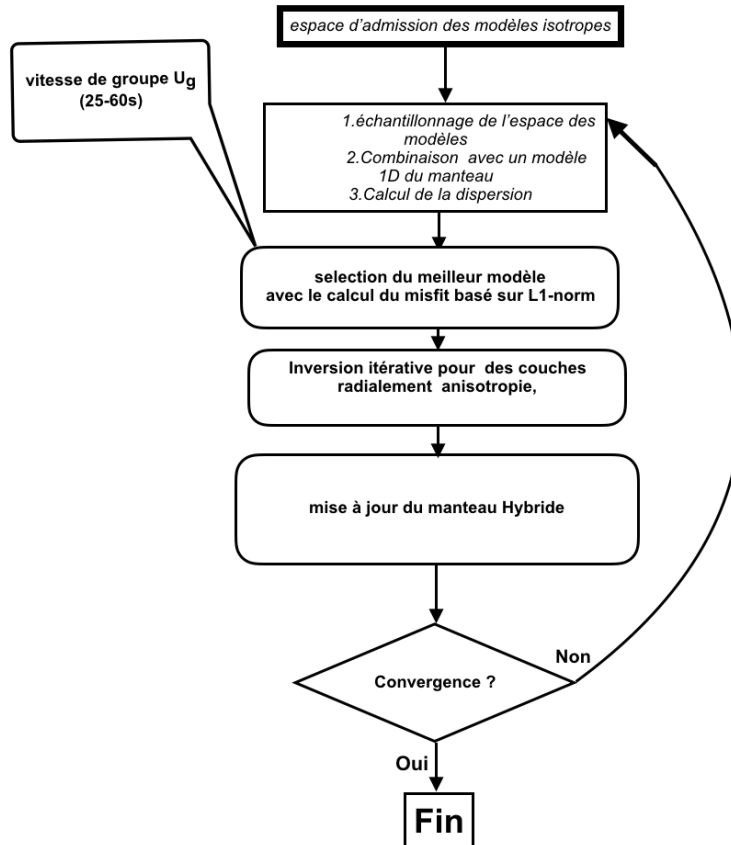 espace d'admission des modèles isotropes
vitesse de groupe Ug
(25-60s)
1.échantillonnage de l'espace des
modèles
2.Combinaison avec un modèle
1D du manteau
3.Calcul de la dispersion
selection du meilleur modèle
avec le calcul du misfit basé sur L1-norm
Inversion itérative pour des couches
radialement anisotropie,
mise à jour du manteau Hybride
Convergence ?
Non
Oui
Fin